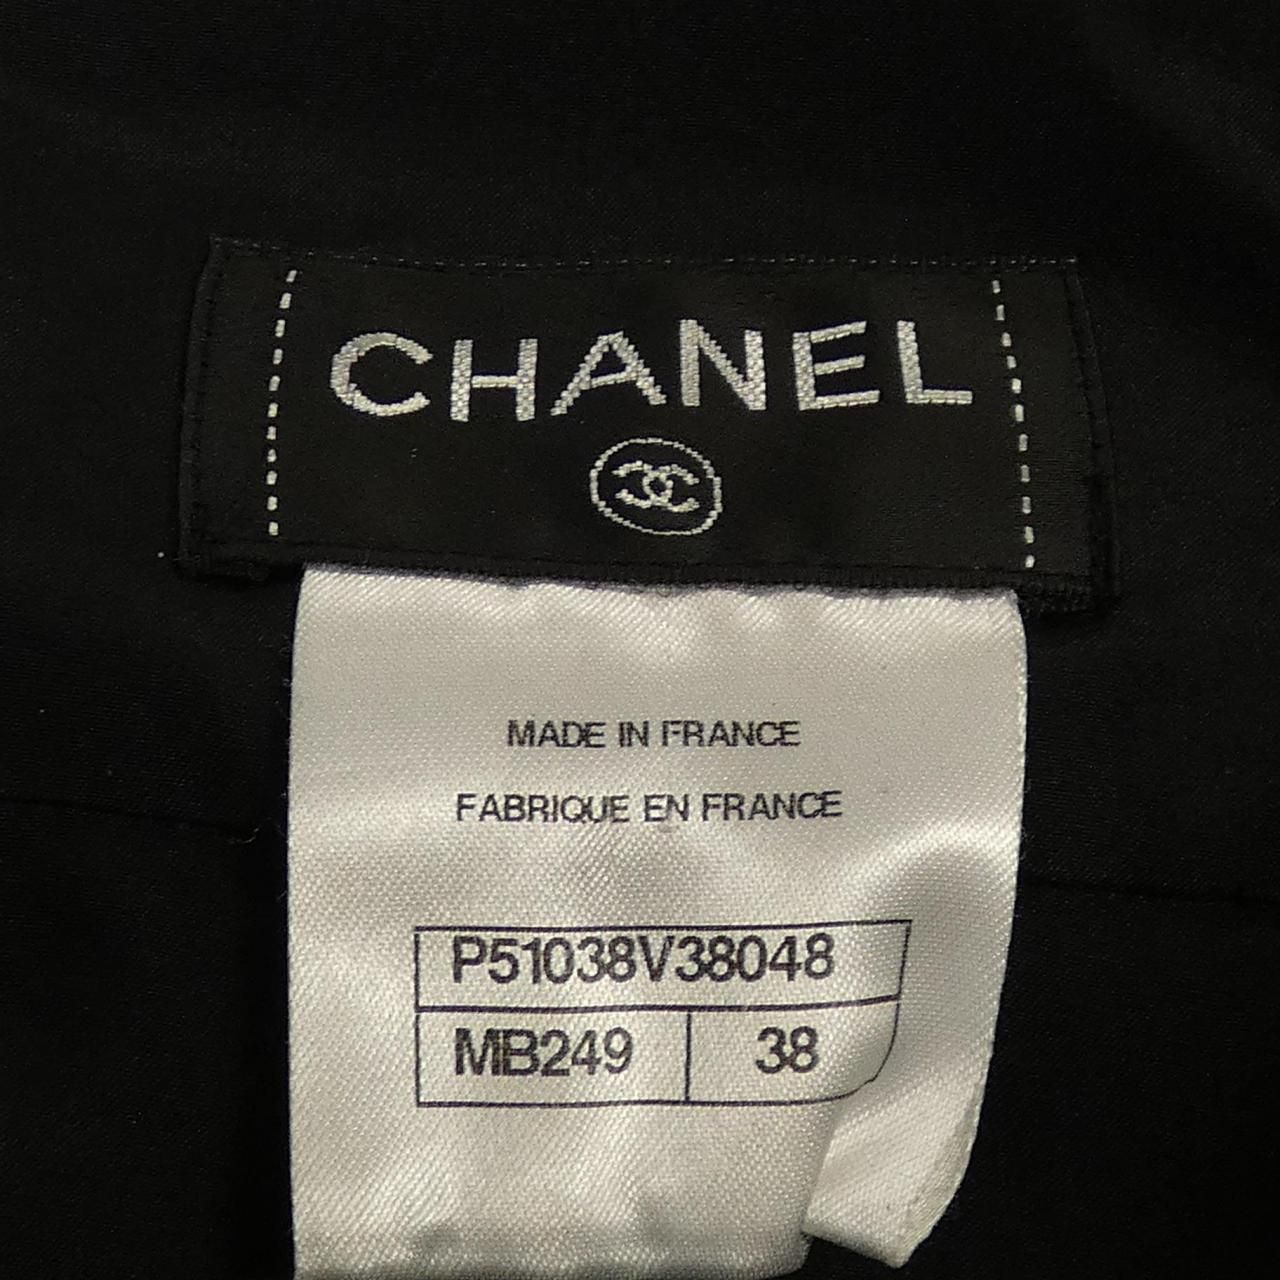 CHANEL
MADE IN FRANCE
FABRIQUE EN FRANCE
P51038V38048
MB249 38